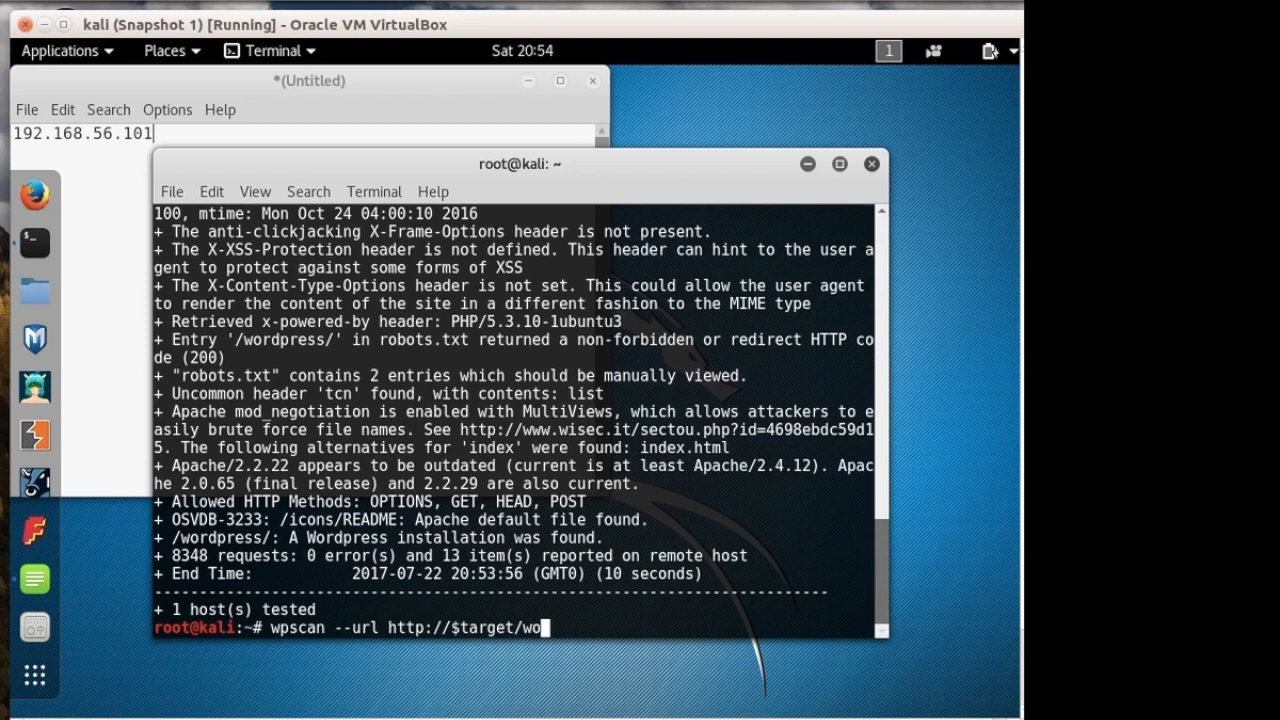 kali (Snapshot 1) [Running] - Oracle VM VirtualBox
Applications Places Terminal Sat 20:54 1
*(Untitled)
File Edit Search Options Help
192.168.56.101
root@kali: ~
File Edit View Search Terminal Help
100, mtime: Mon Oct 24 04:00:10 2016
+ The anti-clickjacking X-Frame-Options header is not present.
+ The X-XSS-Protection header is not defined. This header can hint to the user a
gent to protect against some forms of XSS
+ The X-Content-Type-Options header is not set. This could allow the user agent
to render the content of the site in a different fashion to the MIME type
+ Retrieved x-powered-by header: PHP/5.3.10-1ubuntu3
+ Entry '/wordpress/' in robots.txt returned a non-forbidden or redirect HTTP co
de (200)
+ "robots.txt" contains 2 entries which should be manually viewed.
+ Uncommon header 'tcn' found, with contents: list
+ Apache mod_negotiation is enabled with MultiViews, which allows attackers to e
asily brute force file names. See http://www.wisec.it/sectou.php?id=4698ebdc59d1
5. The following alternatives for 'index' were found: index.html
+ Apache/2.2.22 appears to be outdated (current is at least Apache/2.4.12). Apac
he 2.0.65 (final release) and 2.2.29 are also current.
+ Allowed HTTP Methods: OPTIONS, GET, HEAD, POST
+ OSVDB-3233: /icons/README: Apache default file found.
+ /wordpress/: A Wordpress installation was found.
+ 8348 requests: 0 error(s) and 13 item(s) reported on remote host
+ End Time: 2017-07-22 20:53:56 (GMT0) (10 seconds)
---------------------------------------------------------------------------
+ 1 host(s) tested
root@kali:~# wpscan --url http://$target/wo